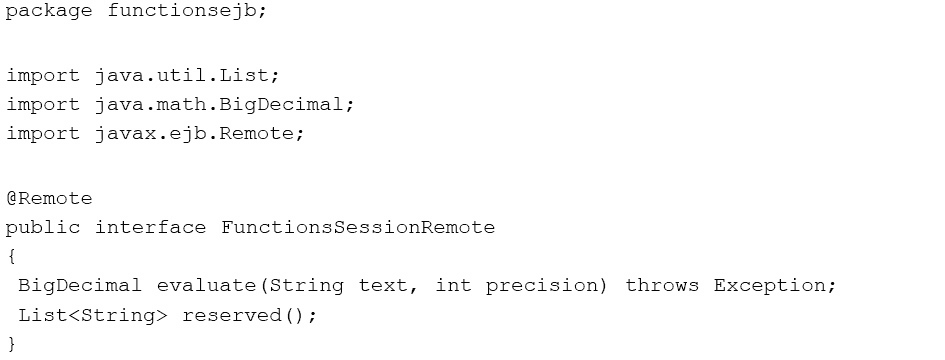 package functionsejb;
import java.util.List;
import java.math.BigDecimal;
import javax.ejb.Remote;
@Remote
public interface FunctionsSessionRemote
{
BigDecimal evaluate(String text, int precision) throws Exception;
List<String> reserved();
}